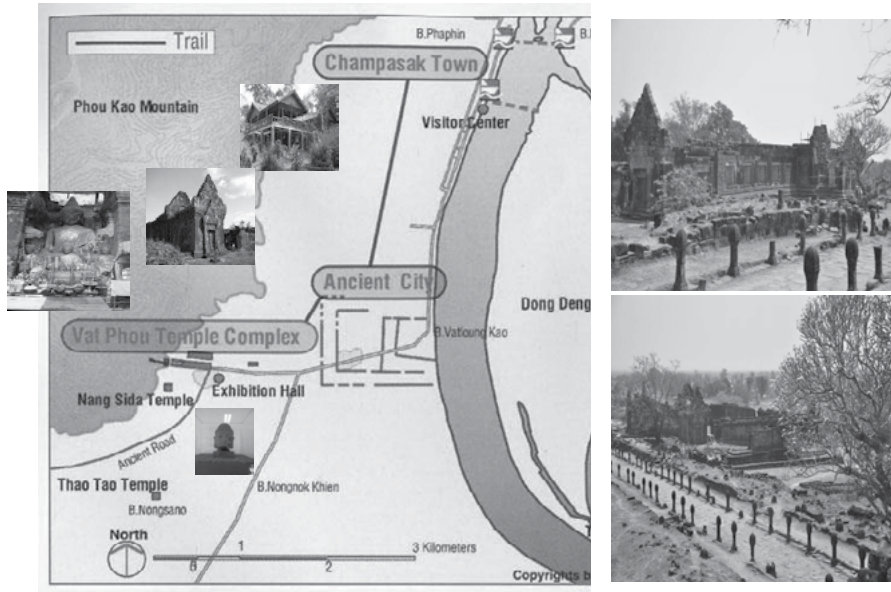 Trail
B.Phaphin
Champasak Town
Phou Kao Mountain
Visitor Center
Ancient City
Dong Deng
Vat Phou Temple Complex
B.Vatloung Kao
Exhibition Hall
Nang Sida Temple
Ancient Road
Thao Tao Temple
B.Nongnok Khien
B.Nongsano
North
1
3 Kilometers
2
Copyrights b